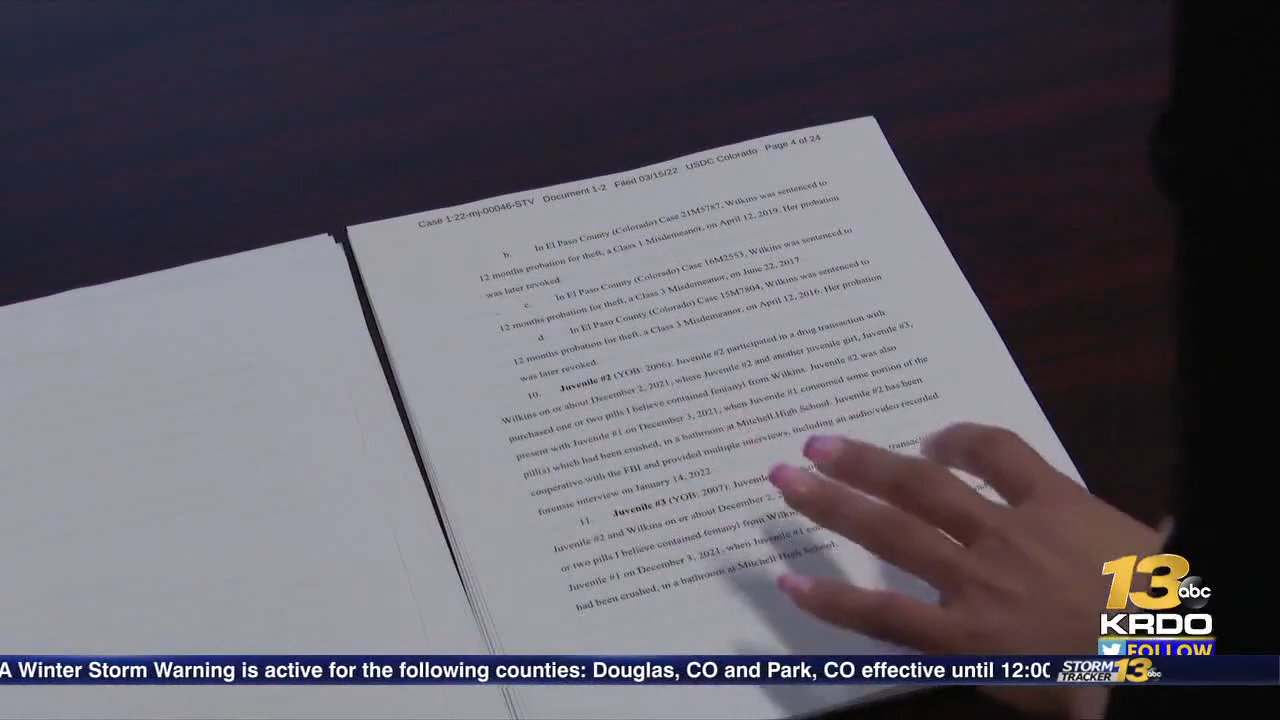 Case 1:22-mj-00046-STV Document 1-2 Filed 03/15/22 USDC Colorado Page 4 of 24
b. In El Paso County (Colorado) Case 21M5787, Wilkins was sentenced to
12 months probation for theft, a Class 1 Misdemeanor, on April 12, 2019. Her probation
was later revoked.
c. In El Paso County (Colorado) Case 16M2553, Wilkins was sentenced to
12 months probation for theft, a Class 3 Misdemeanor, on June 22, 2017.
d In El Paso County (Colorado) Case 15M7804, Wilkins was sentenced to
12 months probation for theft, a Class 3 Misdemeanor, on April 12, 2016. Her probation
was later revoked.
10. Juvenile #2 (YOB: 2006): Juvenile #2 participated in a drug transaction with
Wilkins on or about December 2, 2021, where Juvenile #2 and another juvenile girl, Juvenile #3,
purchased one or two pills I believe contained fentanyl from Wilkins. Juvenile #2 was also
present with Juvenile #1 on December 3, 2021, when Juvenile #1 consumed some portion of the
pill(s) which had been crushed, in a bathroom at Mitchell High School. Juvenile #2 has been
cooperative with the FBI and provided multiple interviews, including an audio/video recorded
forensic interview on January 14, 2022.
11. Juvenile #3 (YOB: 2007): Juvenile
Juvenile #2 and Wilkins on or about December 2,
or two pills I believe contained fentanyl from Wilkins
Juvenile #1 on December 3, 2021, when Juvenile #1
had been crushed, in a bathroom at Mitchell High School.
13 abc
KRDO
FOLLOW
A Winter Storm Warning is active for the following counties: Douglas, CO and Park, CO effective until 12:00
STORM TRACKER 13 abc